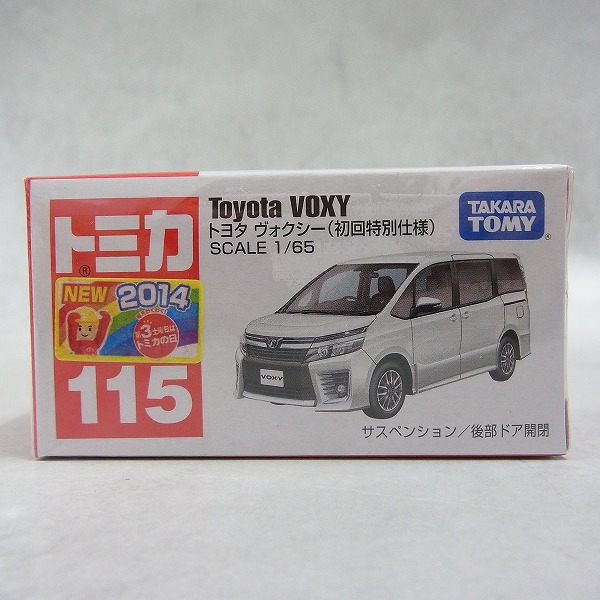 トミカ
®
NEW
2014
第3土曜日は
トミカの日
115
Toyota VOXY
トヨタ ヴォクシー(初回特別仕様)
SCALE 1/65
TAKARA
TOMY
®
VOXY
サスペンション/後部ドア開閉